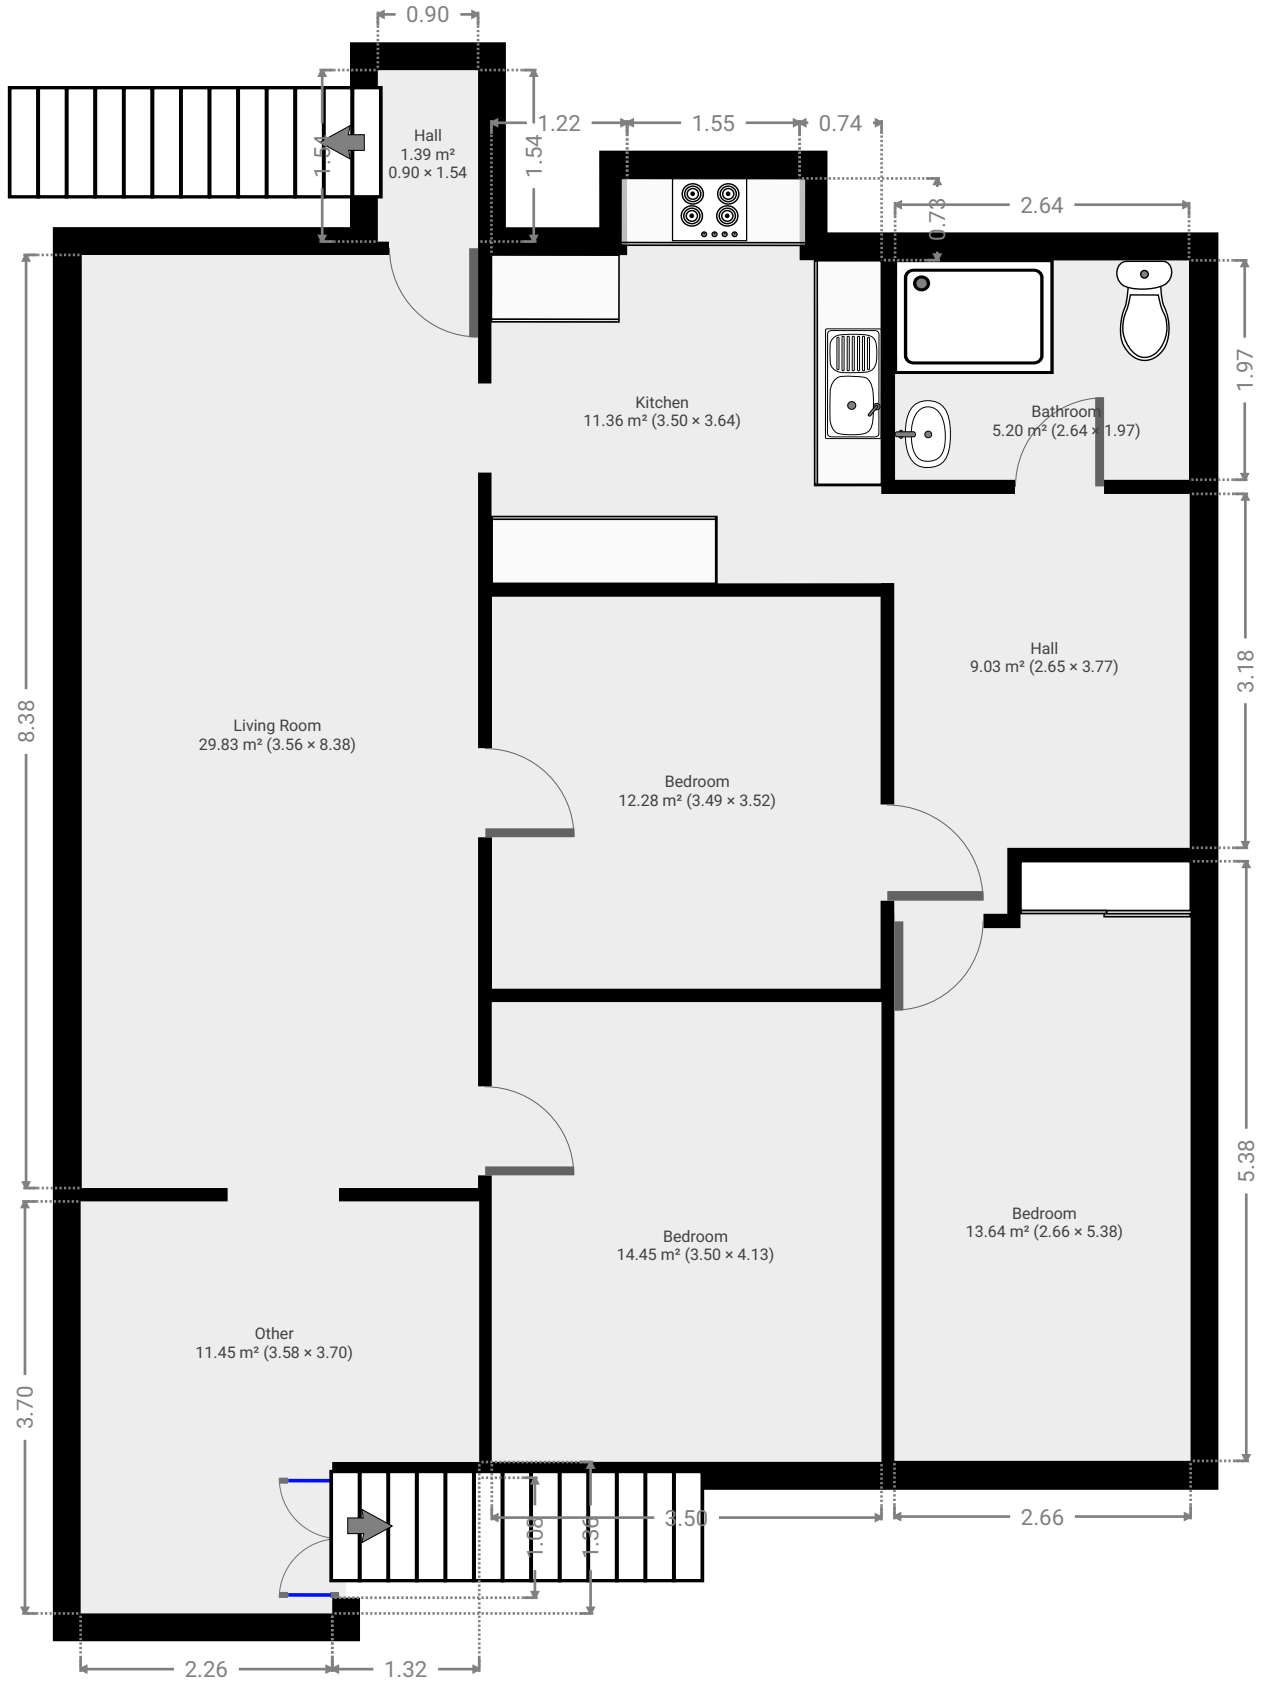 0.90
1.54
Hall
1.39 m²
0.90 × 1.54
1.54
1.22
1.55
0.74
0.73
2.64
1.97
Kitchen
11.36 m² (3.50 × 3.64)
Bathroom
5.20 m² (2.64 × 1.97)
8.38
Living Room
29.83 m² (3.56 × 8.38)
Hall
9.03 m² (2.65 × 3.77)
3.18
Bedroom
12.28 m² (3.49 × 3.52)
Bedroom
14.45 m² (3.50 × 4.13)
Bedroom
13.64 m² (2.66 × 5.38)
5.38
Other
11.45 m² (3.58 × 3.70)
3.70
1.08
1.36
3.50
2.66
2.26
1.32